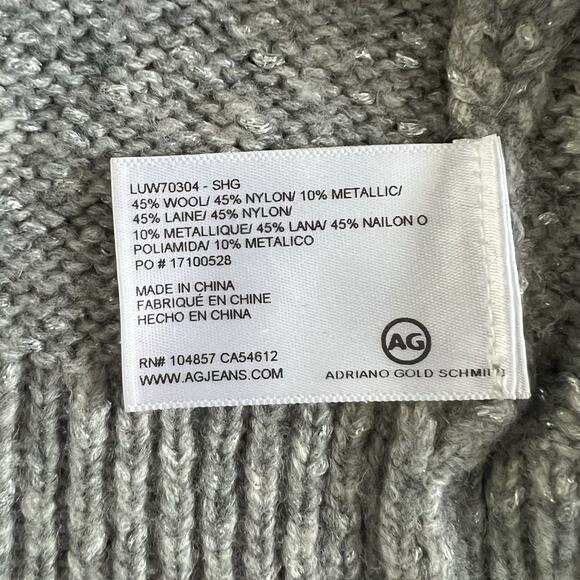 LUW70304 - SHG
45% WOOL/ 45% NYLON/ 10% METALLIC/
45% LAINE/ 45% NYLON/
10% METALLIQUE/ 45% LANA/ 45% NAILON O
POLIAMIDA/ 10% METALICO
PO # 17100528
MADE IN CHINA
FABRIQUÉ EN CHINE
HECHO EN CHINA
AG
RN# 104857 CA54612
WWW.AGJEANS.COM
ADRIANO GOLD SCHMIED